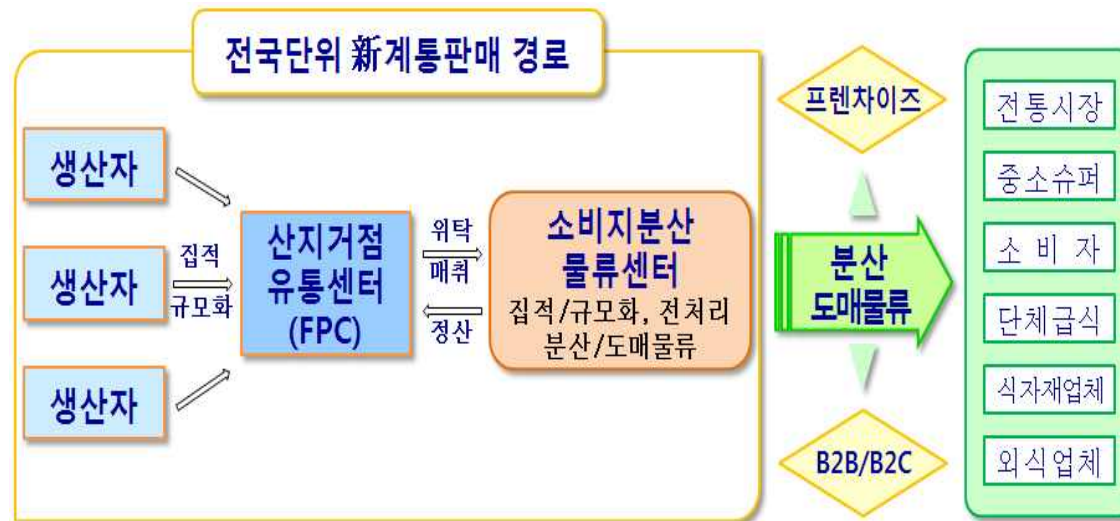 전국단위 新계통판매 경로
생산자
생산자
생산자
집적
규모화
산지거점
유통센터
(FPC)
위탁
매취
정산
소비지분산
물류센터
집적/규모화, 전처리
분산/도매물류
프렌차이즈
분산
도매물류
B2B/B2C
전통시장
중소슈퍼
소 비 자
단체급식
식자재업체
외식업체